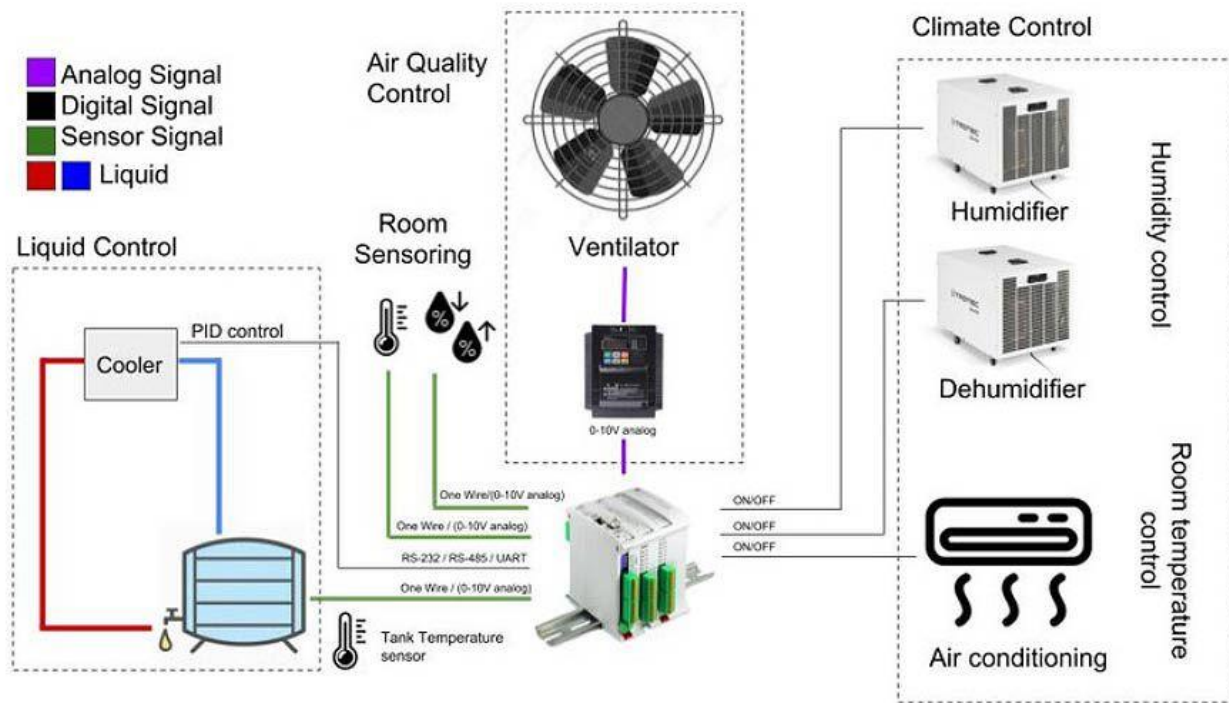 Analog Signal
Digital Signal
Sensor Signal
Liquid
Air Quality
Control
Climate Control
Humidifier
Dehumidifier
Humidity control
Room
Sensoring
Ventilator
Liquid Control
PID control
Cooler
0-10V analog
One Wire/(0-10V analog)
One Wire / (0-10V analog)
RS-232 / RS-485 / UART
One Wire / (0-10V analog)
Tank Temperature
sensor
ON/OFF
ON/OFF
ON/OFF
Air conditioning
Room temperature
control
%
%